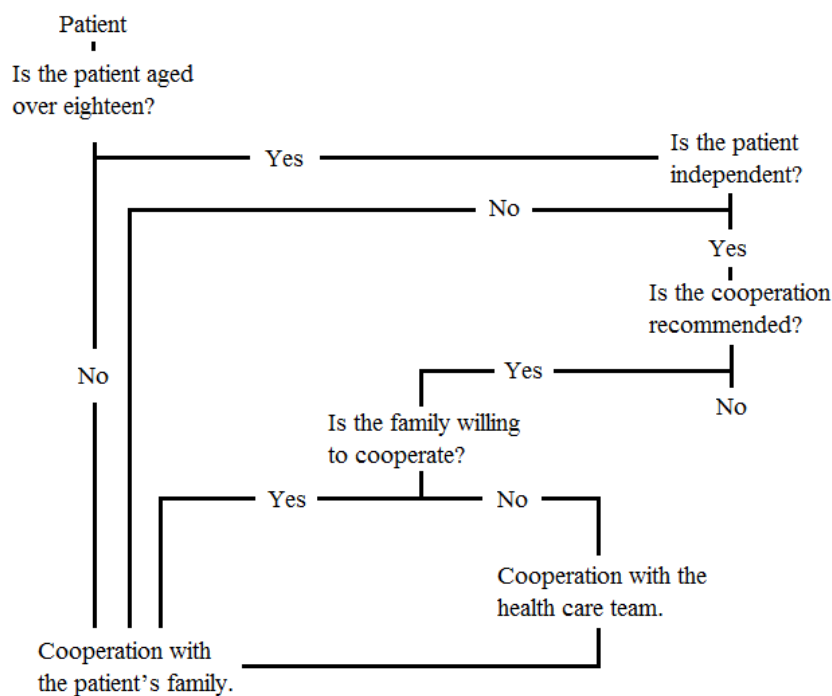 Patient
Is the patient aged
over eighteen?
Yes
Is the patient
independent?
No
Yes
Is the cooperation
recommended?
No
Yes
No
Is the family willing
to cooperate?
Yes
No
Cooperation with the
health care team.
Cooperation with
the patient's family.